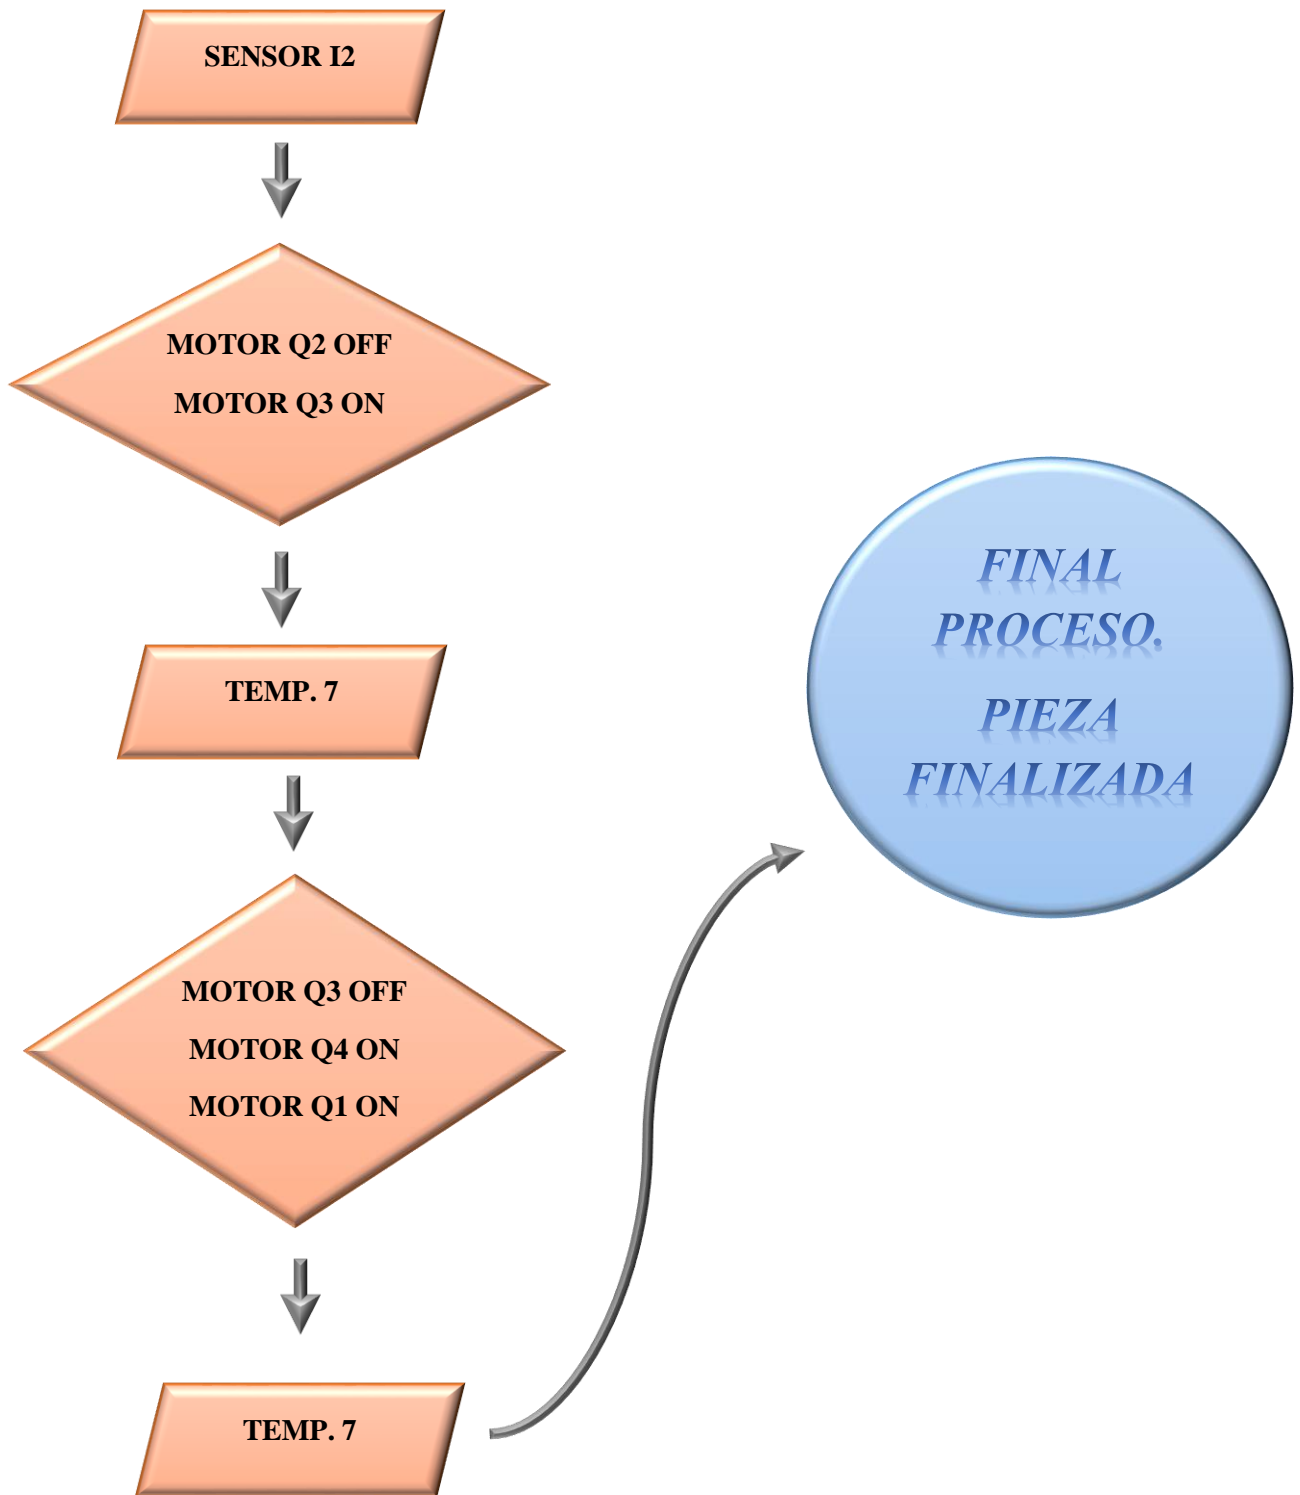 SENSOR I2
MOTOR Q2 OFF
MOTOR Q3 ON
TEMP. 7
MOTOR Q3 OFF
MOTOR Q4 ON
MOTOR Q1 ON
TEMP. 7
FINAL
PROCESO.
PIEZA
FINALIZADA